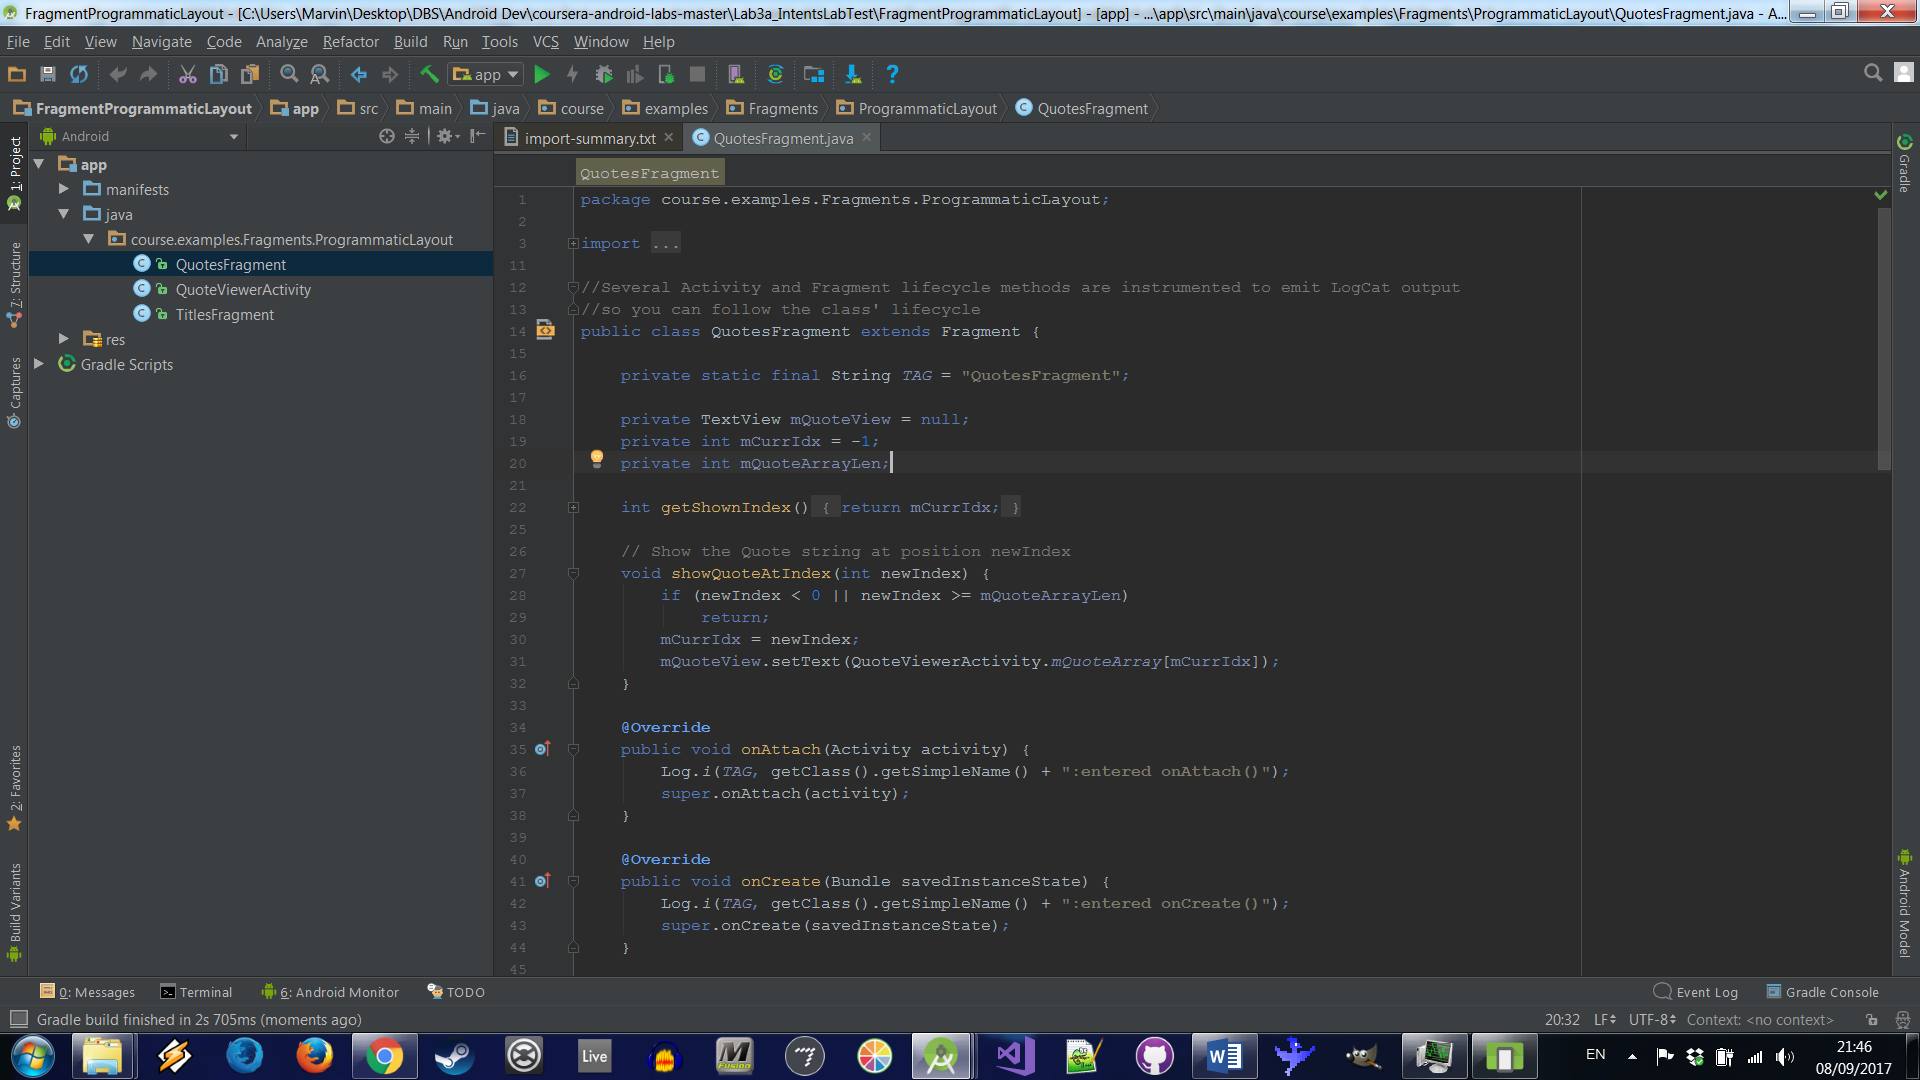 FragmentProgrammaticLayout - [C:\Users\Marvin\Desktop\DBS\Android Dev\coursera-android-labs-master\Lab3a_IntentsLabTest\FragmentProgrammaticLayout] - [app] - ...\app\src\main\java\course\examples\Fragments\ProgrammaticLayout\QuotesFragment.java - A...
File Edit View Navigate Code Analyze Refactor Build Run Tools VCS Window Help
app
FragmentProgrammaticLayout app src main java course examples Fragments ProgrammaticLayout QuotesFragment
Android
import-summary.txt QuotesFragment.java
1: Project
7: Structure
Captures
2: Favorites
Build Variants
app
manifests
java
course.examples.Fragments.ProgrammaticLayout
QuotesFragment
QuoteViewerActivity
TitlesFragment
res
Gradle Scripts
QuotesFragment
1 package course.examples.Fragments.ProgrammaticLayout;
2
3 import ...
11
12 //Several Activity and Fragment lifecycle methods are instrumented to emit LogCat output
13 //so you can follow the class' lifecycle
14 public class QuotesFragment extends Fragment {
15
16 private static final String TAG = "QuotesFragment";
17
18 private TextView mQuoteView = null;
19 private int mCurrIdx = -1;
20 private int mQuoteArrayLen;
21
22 int getShownIndex() { return mCurrIdx; }
25
26 // Show the Quote string at position newIndex
27 void showQuoteAtIndex(int newIndex) {
28 if (newIndex < 0 || newIndex >= mQuoteArrayLen)
29 return;
30 mCurrIdx = newIndex;
31 mQuoteView.setText(QuoteViewerActivity.mQuoteArray[mCurrIdx]);
32 }
33
34 @Override
35 public void onAttach(Activity activity) {
36 Log.i(TAG, getClass().getSimpleName() + ":entered onAttach()");
37 super.onAttach(activity);
38 }
39
40 @Override
41 public void onCreate(Bundle savedInstanceState) {
42 Log.i(TAG, getClass().getSimpleName() + ":entered onCreate()");
43 super.onCreate(savedInstanceState);
44 }
45
Gradle
Android Model
0: Messages Terminal 6: Android Monitor TODO Event Log Gradle Console
Gradle build finished in 2s 705ms (moments ago) 20:32 LF UTF-8 Context: <no context>
Live
EN
21:46
08/09/2017